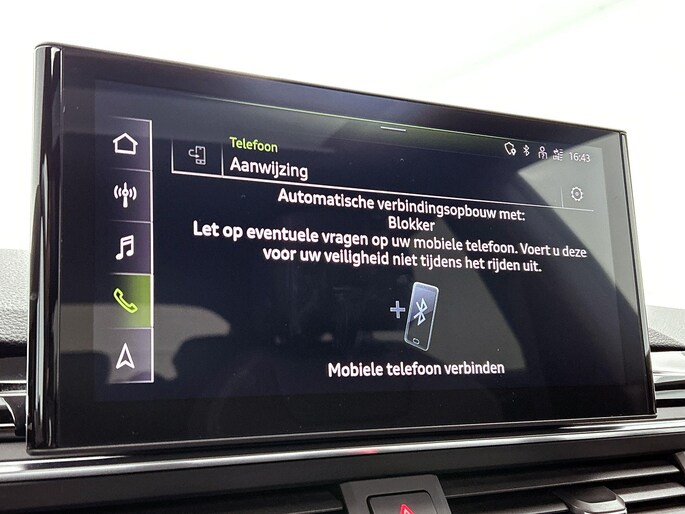 Telefoon
16:43
Aanwijzing
Automatische verbindingsopbouw met:
Blokker
Let op eventuele vragen op uw mobiele telefoon. Voert u deze
voor uw veiligheid niet tijdens het rijden uit.
Mobiele telefoon verbinden